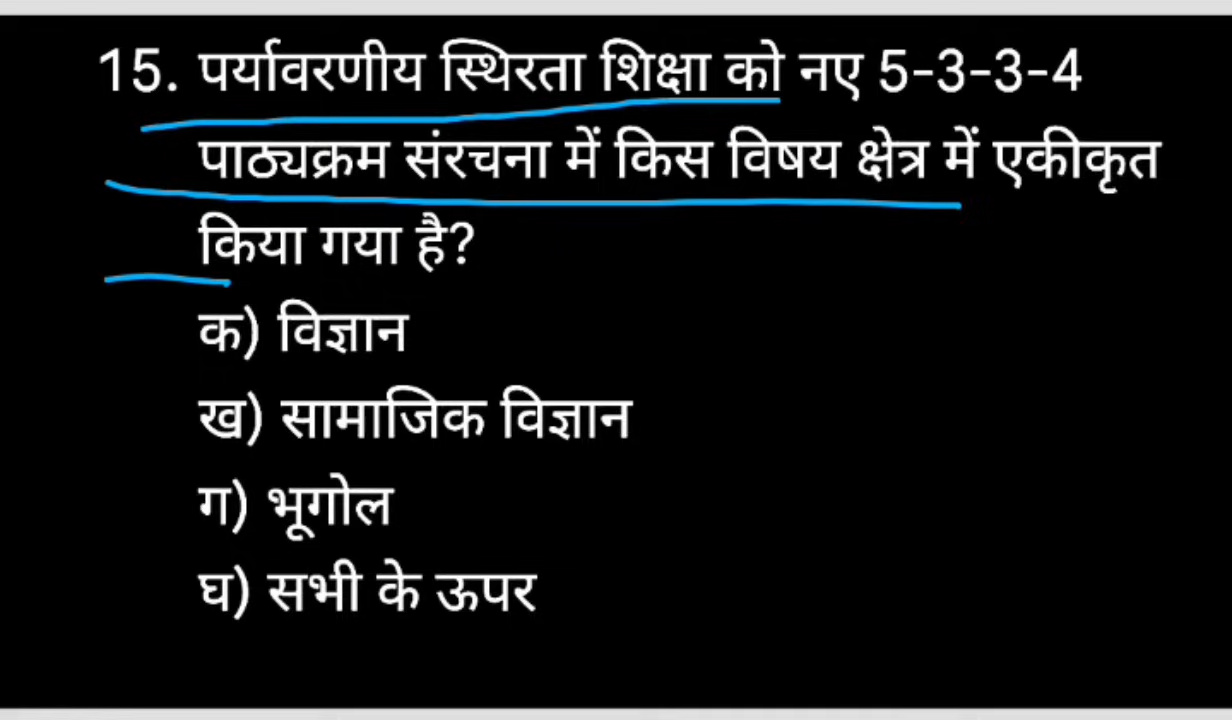 15. पर्यावरणीय स्थिरता शिक्षा को नए 5-3-3-4
पाठ्यक्रम संरचना में किस विषय क्षेत्र में एकीकृत
किया गया है?
क) विज्ञान
ख) सामाजिक विज्ञान
ग) भूगोल
घ) सभी के ऊपर